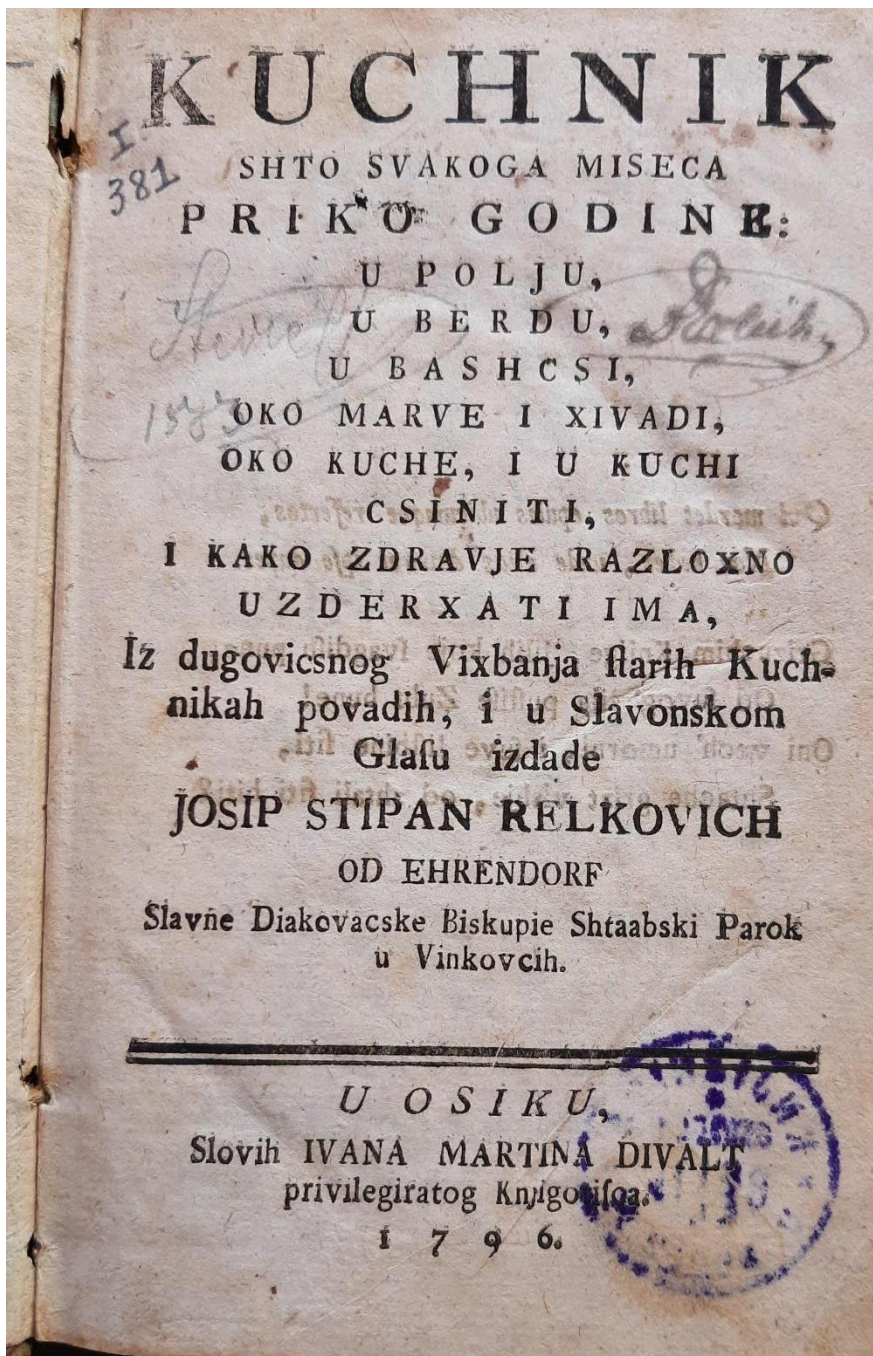 KUCHNIK
I.
381
SHTO SVAKOGA MISECA
PRIKO GODINE:
U POLJU,
U BERDU,
U BASHCSI,
OKO MARVE I XIVADI,
OKO KUCHE, I U KUCHI
CSINITI,
I KAKO ZDRAVJE RAZLOXNO
UZDERXATI IMA,
Iz dugovicsnog Vixbanja ſtarih Kuch-
nikah povadih, i u Slavonskom
Glaſu izdade
JOSIP STIPAN RELKOVICH
OD EHRENDORF
Slavne Diakovacske Biskupie Shtaabski Parok
u Vinkovcih.
U OSIKU,
Slovih IVANA MARTINA DIVALT
privilegiratog Knjigotiſca.
1796.